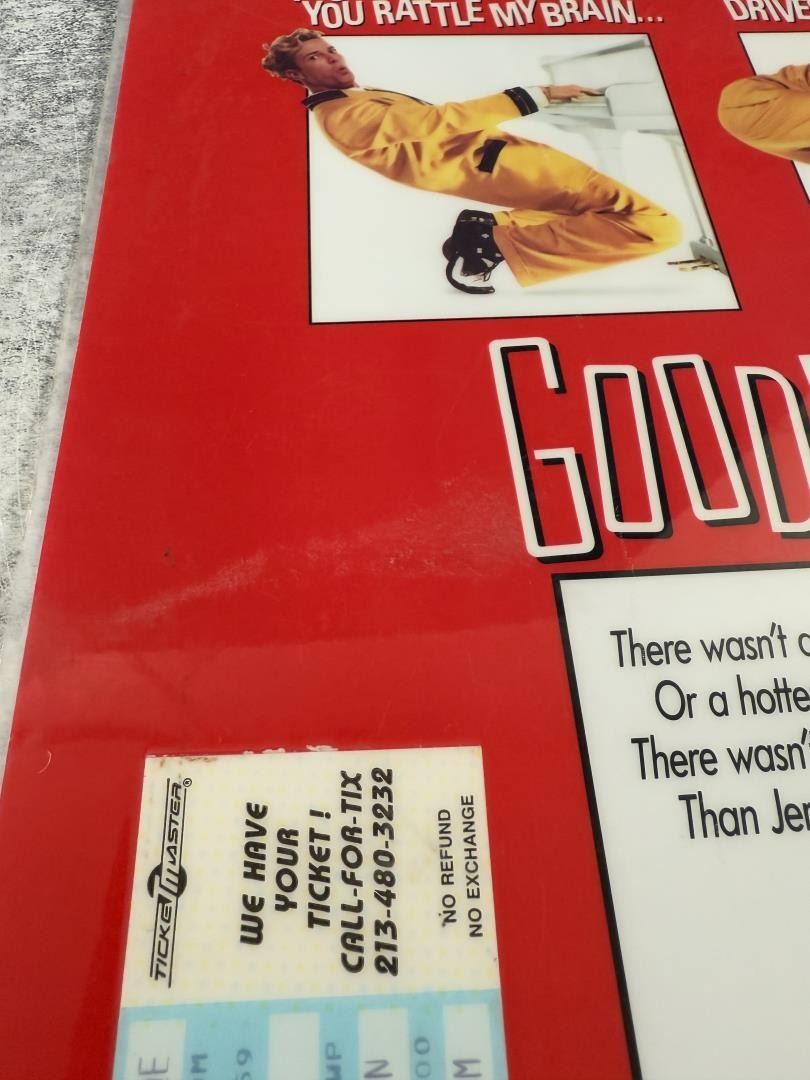 YOU RATTLE MY BRAIN...
DRIVE
GOOD
There wasn't
Or a hotte
There wasn'
Than Jer
TICKETMASTER®
WE HAVE
YOUR
TICKET !
CALL-FOR-TIX
213-480-3232
NO REFUND
NO EXCHANGE